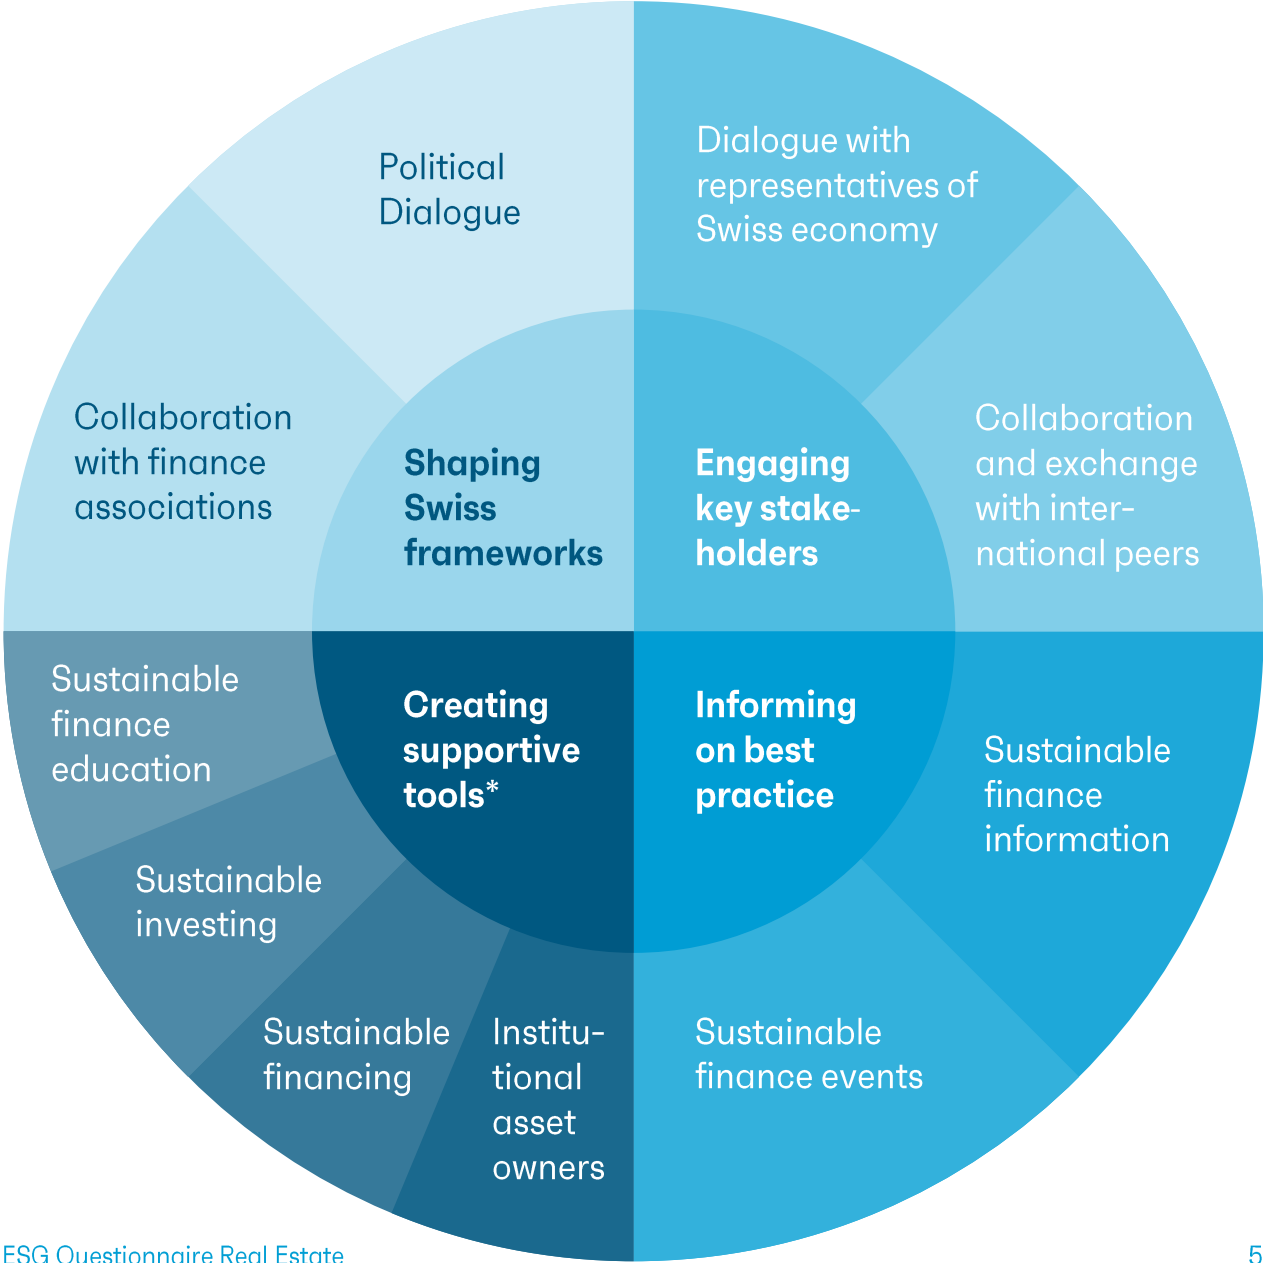 Political
Dialogue
Dialogue with
representatives of
Swiss economy
Collaboration
with finance
associations
Shaping
Swiss
frameworks
Engaging
key stake-
holders
Collaboration
and exchange
with inter-
national peers
Sustainable
finance
education
Creating
supportive
tools*
Informing
on best
practice
Sustainable
finance
information
Sustainable
investing
Sustainable
financing
Institu-
tional
asset
owners
Sustainable
finance events
ESG Questionnaire Real Estate
5